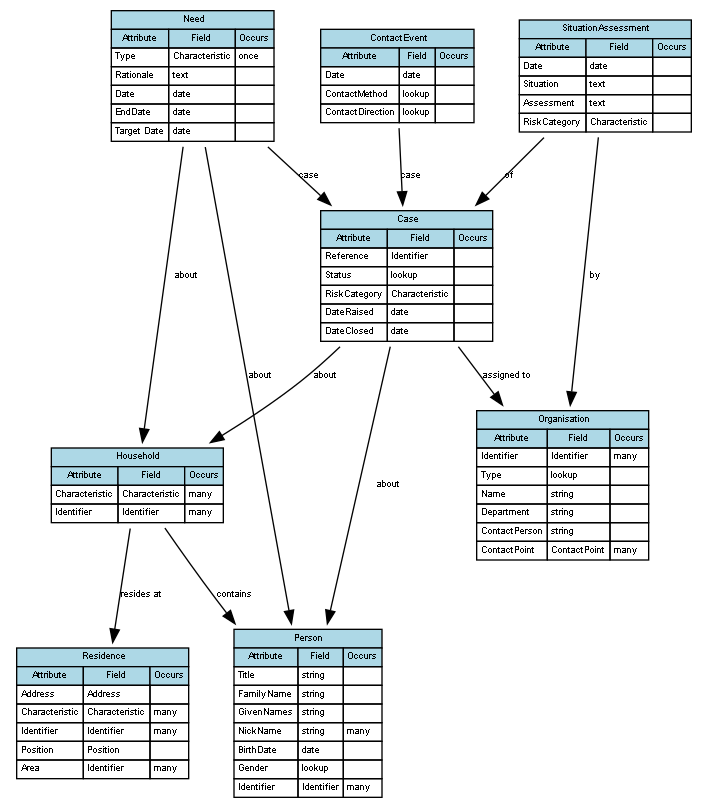 Need
Attribute Field Occurs
Type Characteristic once
Rationale text
Date date
EndDate date
Target Date date
ContactEvent
Attribute Field Occurs
Date date
ContactMethod lookup
ContactDirection lookup
SituationAssessment
Attribute Field Occurs
Date date
Situation text
Assessment text
RiskCategory Characteristic
case
case
of
Case
Attribute Field Occurs
Reference Identifier
Status lookup
RiskCategory Characteristic
DateRaised date
DateClosed date
about
by
about
about
assigned to
about
Household
Attribute Field Occurs
Characteristic Characteristic many
Identifier Identifier many
Organisation
Attribute Field Occurs
Identifier Identifier many
Type lookup
Name string
Department string
ContactPerson string
ContactPoint ContactPoint many
resides at
contains
Residence
Attribute Field Occurs
Address Address
Characteristic Characteristic many
Identifier Identifier many
Position Position
Area Identifier many
Person
Attribute Field Occurs
Title string
FamilyName string
GivenNames string
NickName string many
BirthDate date
Gender lookup
Identifier Identifier many